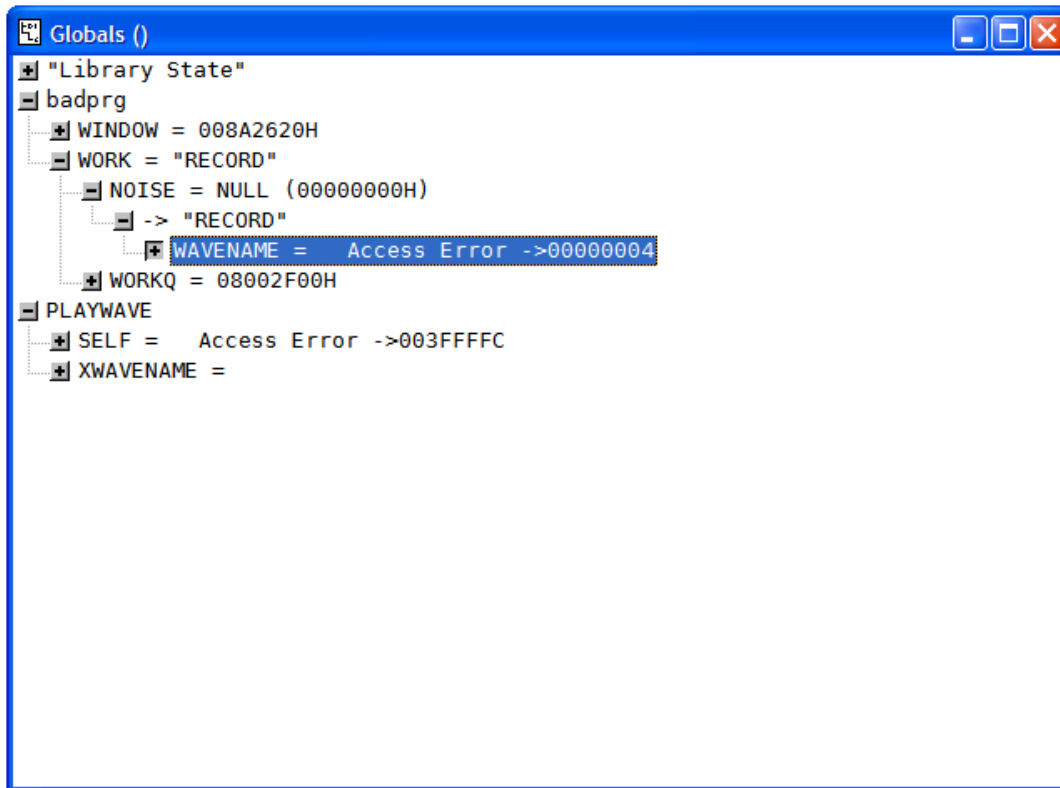 Globals ()
"Library State"
badprg
WINDOW = 008A2620H
WORK = "RECORD"
NOISE = NULL (00000000H)
-> "RECORD"
WAVENAME =   Access Error ->00000004
WORKQ = 08002F00H
PLAYWAVE
SELF =   Access Error ->003FFFFC
XWAVENAME =